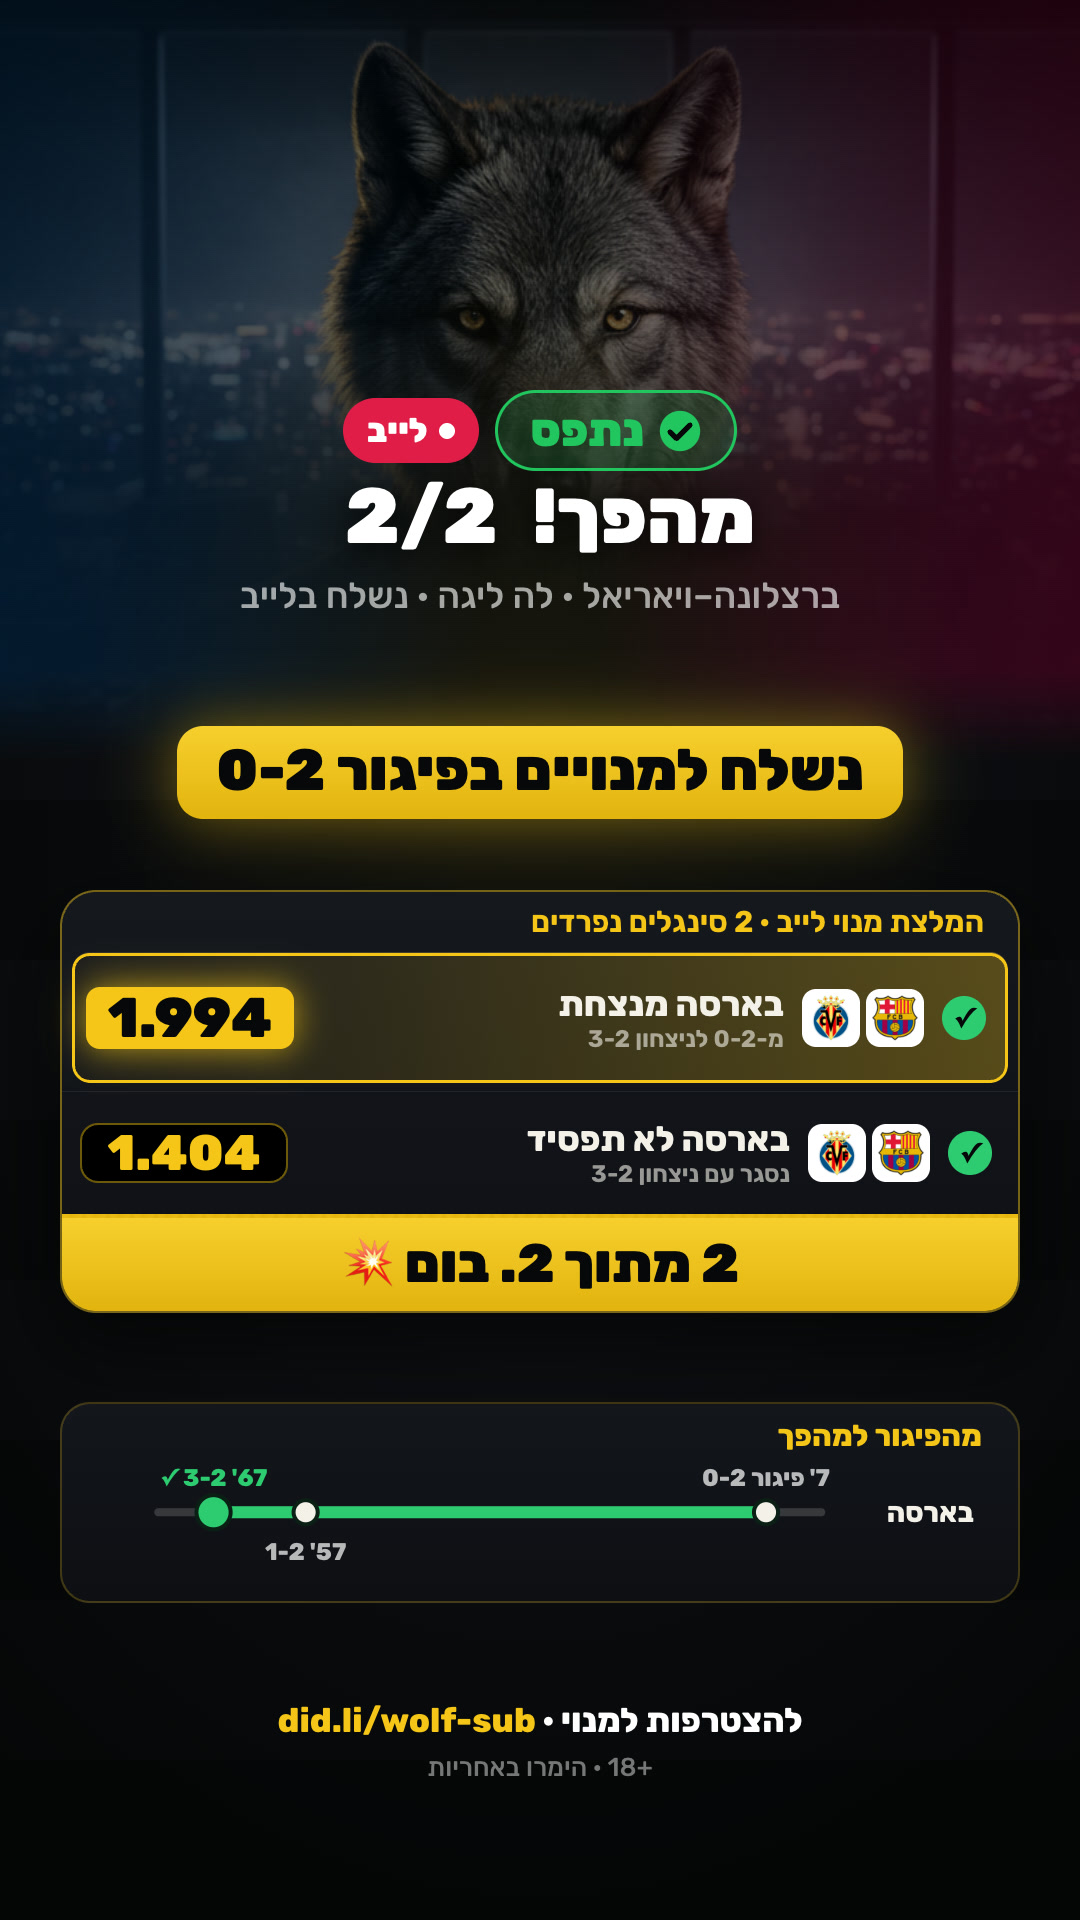 נתפס
לייב
מהפך! 2/2
ברצלונה–ויאריאל • לה ליגה • נשלח בלייב
נשלח למנויים בפיגור 0-2
המלצת מנוי לייב • 2 סינגלים נפרדים
בארסה מנצחת
מ-0-2 לניצחון 3-2
1.994
בארסה לא תפסיד
נסגר עם ניצחון 3-2
1.404
2 מתוך 2. בום 💥
מהפיגור למהפך
7' פיגור 0-2
67' 3-2 ✓
בארסה
57' 1-2
להצטרפות למנוי • did.li/wolf-sub
18+ • הימרו באחריות